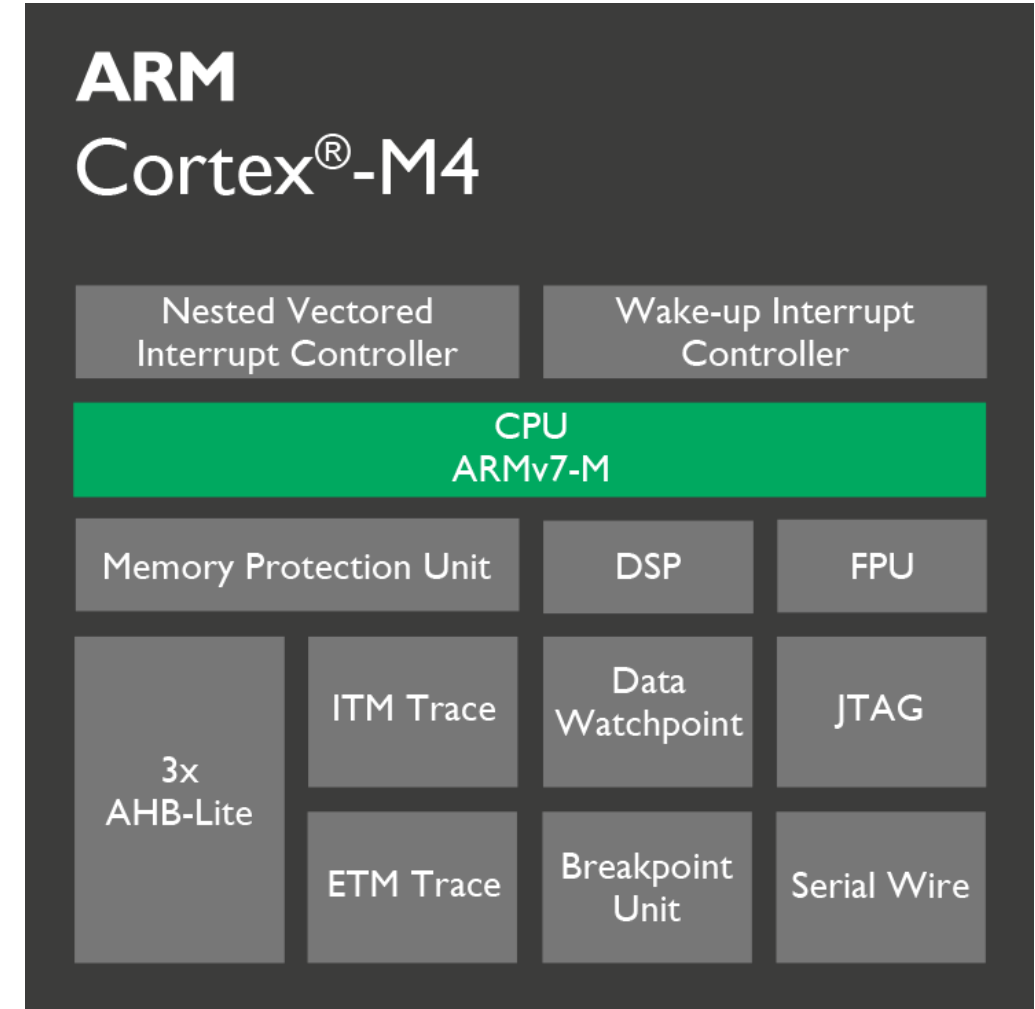 ARM
Cortex®-M4
Nested Vectored
Interrupt Controller
Wake-up Interrupt
Controller
CPU
ARMv7-M
Memory Protection Unit
DSP
FPU
3x
AHB-Lite
ITM Trace
Data
Watchpoint
JTAG
ETM Trace
Breakpoint
Unit
Serial Wire